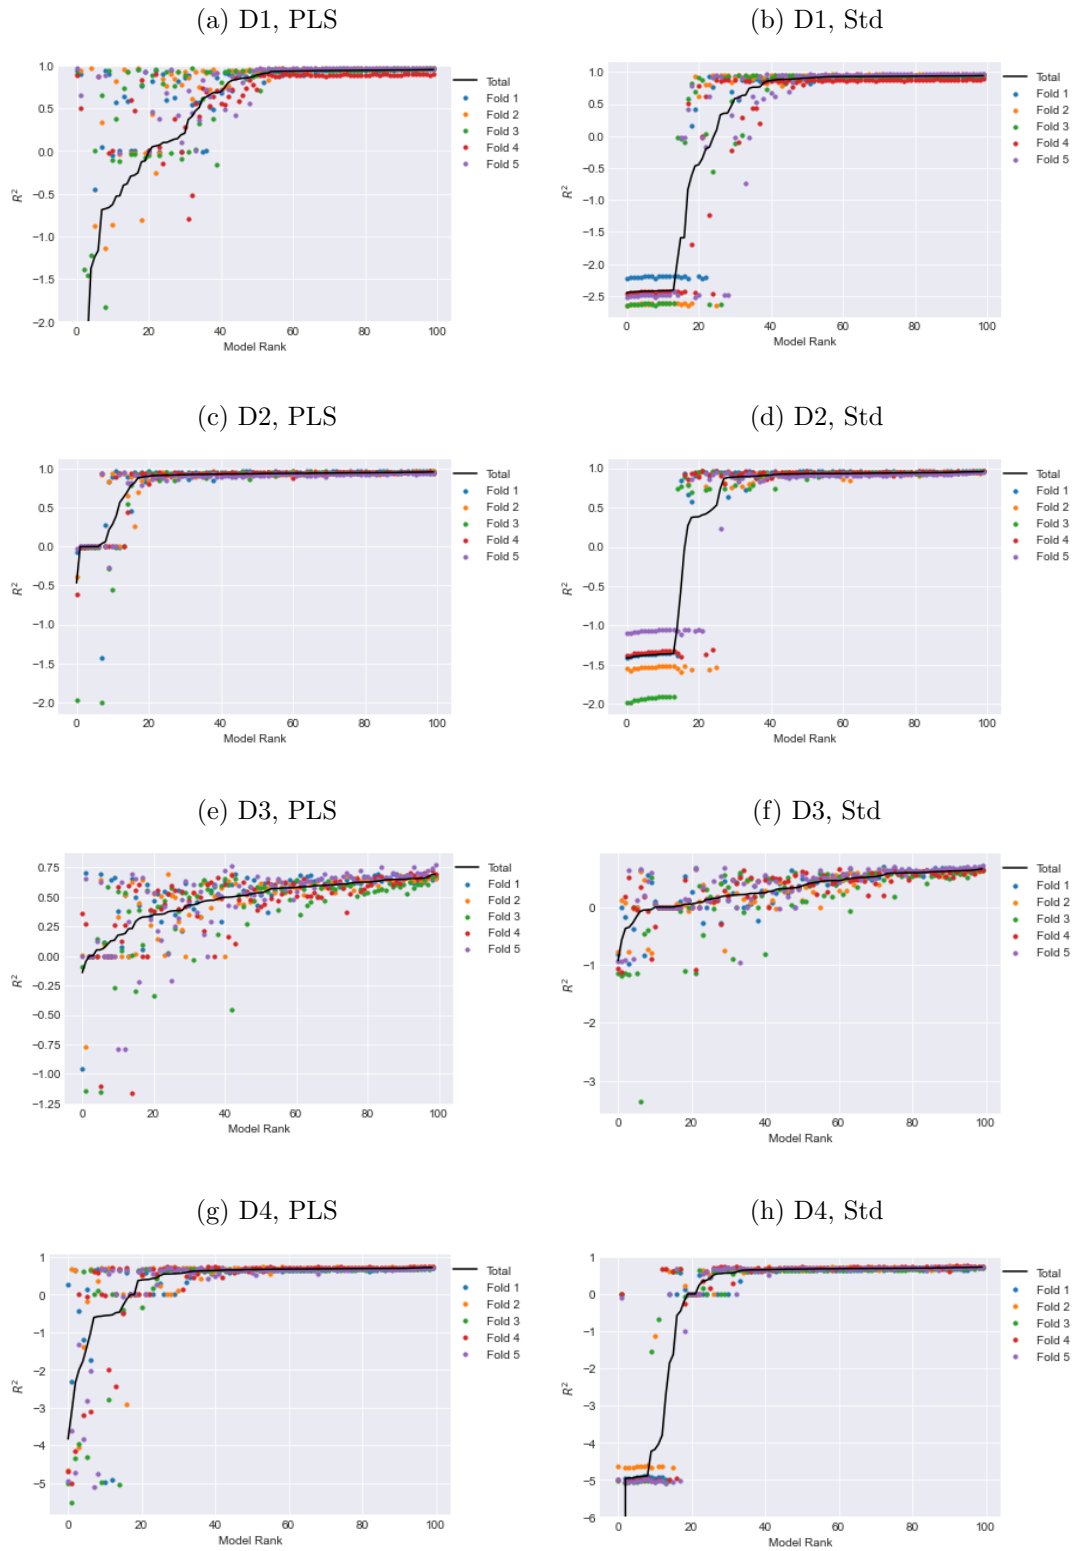 (a) D1, PLS
1.0
0.5
0.0
−0.5
−1.0
−1.5
−2.0
R²
0 20 40 60 80 100
Model Rank
Total
Fold 1
Fold 2
Fold 3
Fold 4
Fold 5
(b) D1, Std
1.0
0.5
0.0
−0.5
−1.0
−1.5
−2.0
−2.5
R²
0 20 40 60 80 100
Model Rank
Total
Fold 1
Fold 2
Fold 3
Fold 4
Fold 5
(c) D2, PLS
1.0
0.5
0.0
−0.5
−1.0
−1.5
−2.0
R²
0 20 40 60 80 100
Model Rank
Total
Fold 1
Fold 2
Fold 3
Fold 4
Fold 5
(d) D2, Std
1.0
0.5
0.0
−0.5
−1.0
−1.5
−2.0
R²
0 20 40 60 80 100
Model Rank
Total
Fold 1
Fold 2
Fold 3
Fold 4
Fold 5
(e) D3, PLS
0.75
0.50
0.25
0.00
−0.25
−0.50
−0.75
−1.00
−1.25
R²
0 20 40 60 80 100
Model Rank
Total
Fold 1
Fold 2
Fold 3
Fold 4
Fold 5
(f) D3, Std
0
−1
−2
−3
R²
0 20 40 60 80 100
Model Rank
Total
Fold 1
Fold 2
Fold 3
Fold 4
Fold 5
(g) D4, PLS
1
0
−1
−2
−3
−4
−5
R²
0 20 40 60 80 100
Model Rank
Total
Fold 1
Fold 2
Fold 3
Fold 4
Fold 5
(h) D4, Std
1
0
−1
−2
−3
−4
−5
−6
R²
0 20 40 60 80 100
Model Rank
Total
Fold 1
Fold 2
Fold 3
Fold 4
Fold 5